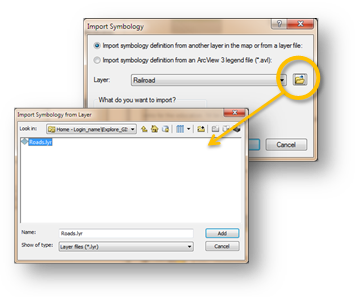 Import Symbology
Import symbology definition from another layer in the map or from a layer file:
Import symbology definition from an ArcView 3 legend file (*.avl):
Layer:
Railroad
What do you want to import?
Cancel
Import Symbology from Layer
Look in:
Home - Login_name\Explore_GI
Roads.lyr
Name:
Roads.lyr
Add
Show of type:
Layer files (*.lyr)
Cancel